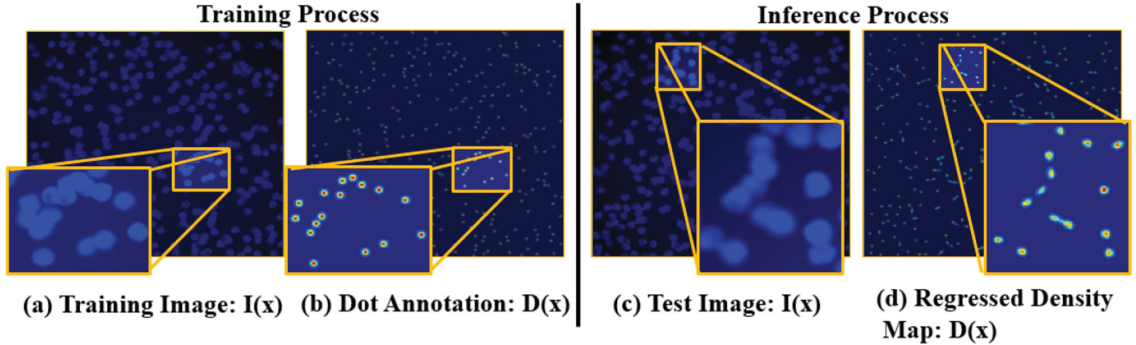 Training Process
Inference Process
(a) Training Image: I(x)
(b) Dot Annotation: D(x)
(c) Test Image: I(x)
(d) Regressed Density
Map: D(x)